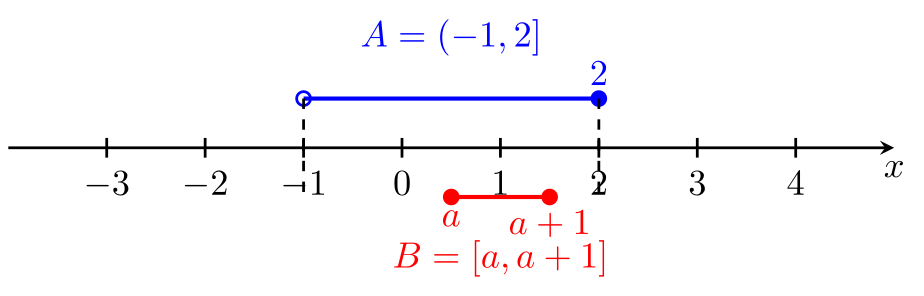 A = (−1, 2]
2
−3 −2 −1 0 1 2 3 4 x
a a + 1
B = [a, a + 1]